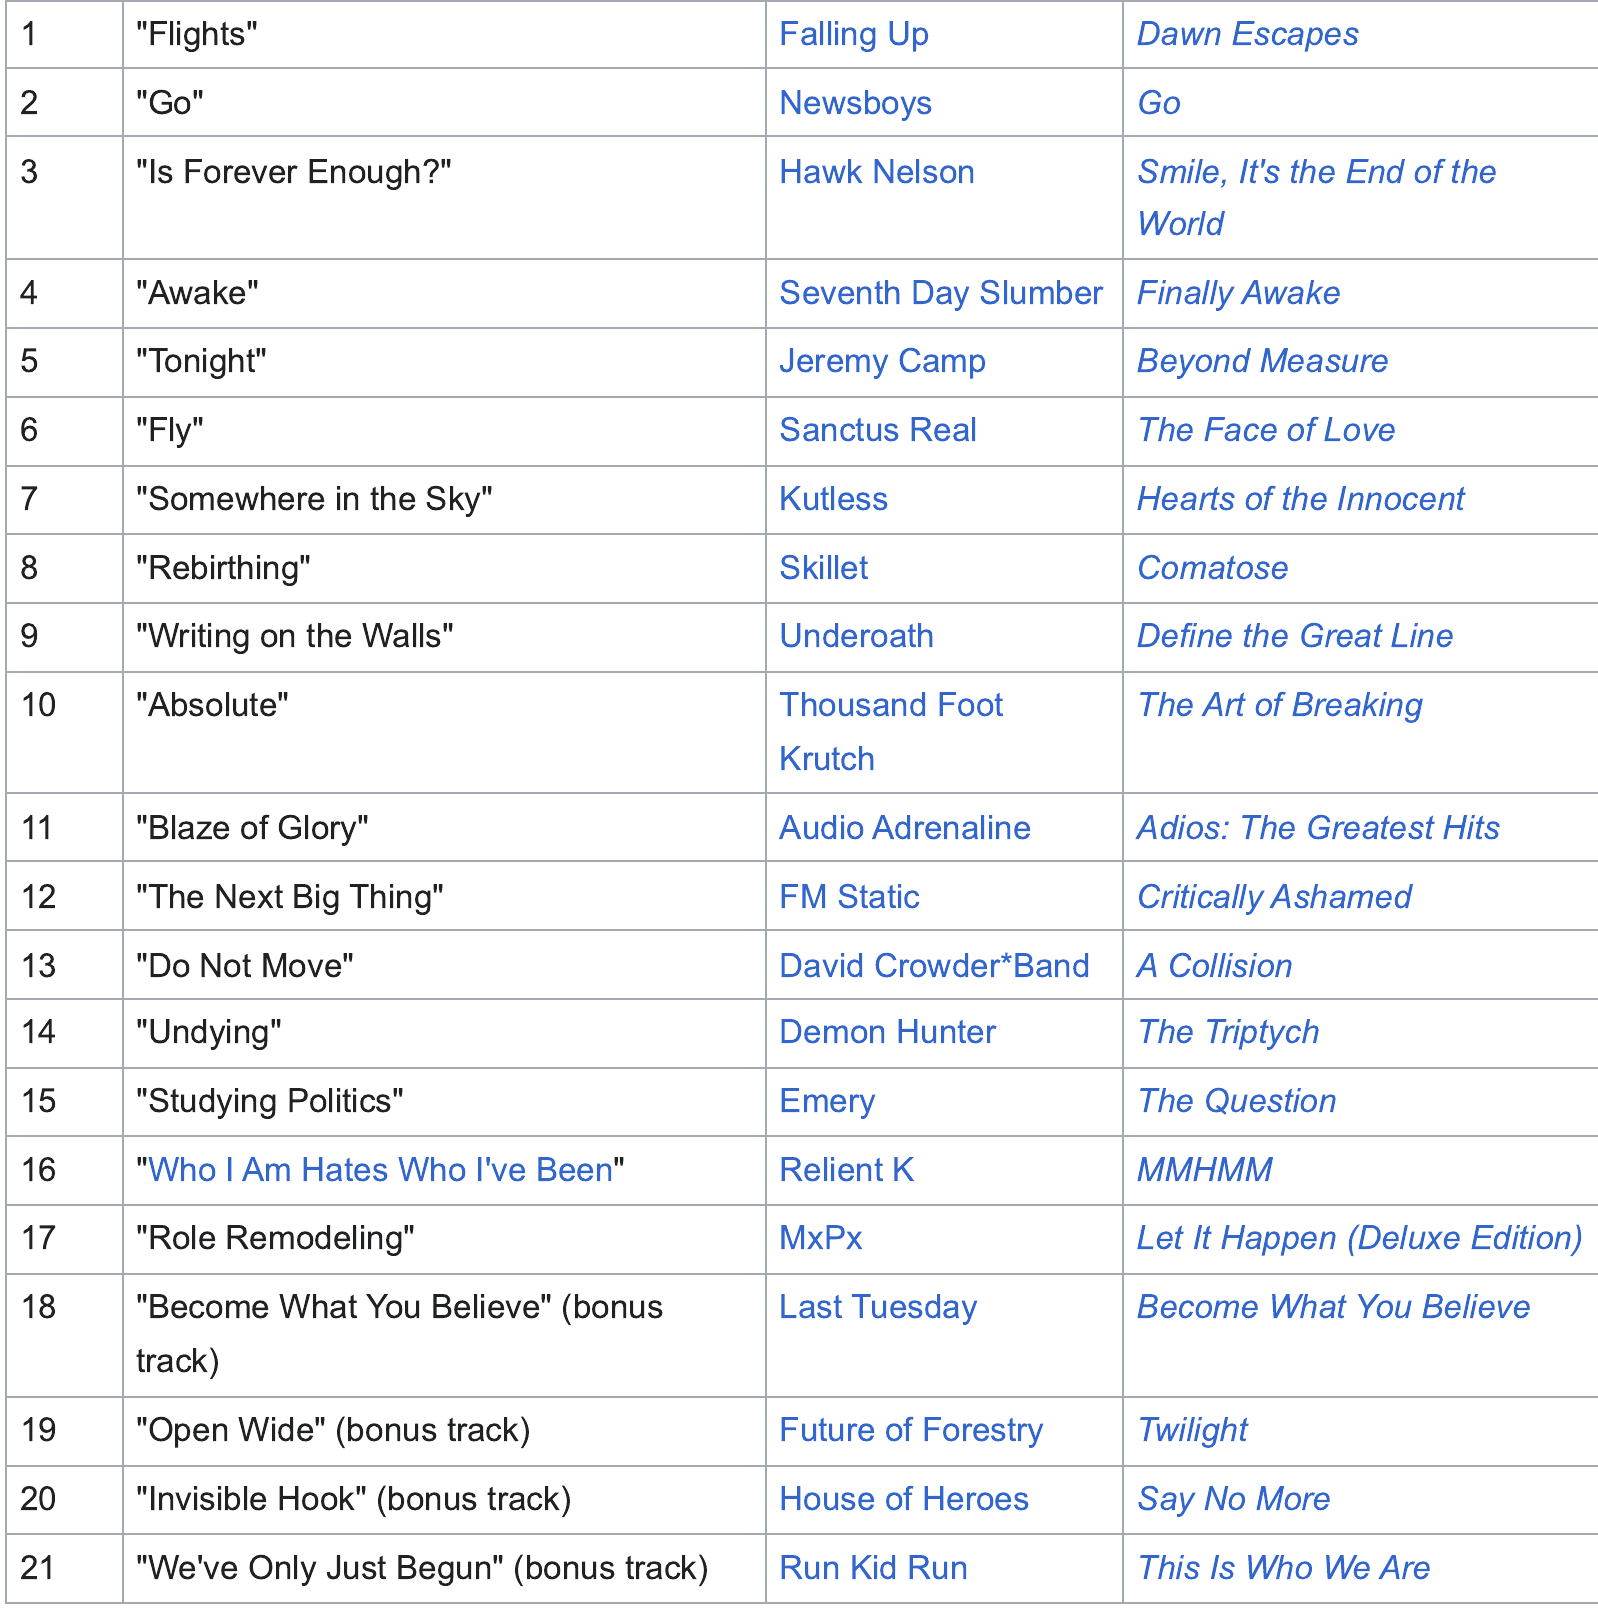 1 "Flights" Falling Up Dawn Escapes
2 "Go" Newsboys Go
3 "Is Forever Enough?" Hawk Nelson Smile, It's the End of the
World
4 "Awake" Seventh Day Slumber Finally Awake
5 "Tonight" Jeremy Camp Beyond Measure
6 "Fly" Sanctus Real The Face of Love
7 "Somewhere in the Sky" Kutless Hearts of the Innocent
8 "Rebirthing" Skillet Comatose
9 "Writing on the Walls" Underoath Define the Great Line
10 "Absolute" Thousand Foot The Art of Breaking
Krutch
11 "Blaze of Glory" Audio Adrenaline Adios: The Greatest Hits
12 "The Next Big Thing" FM Static Critically Ashamed
13 "Do Not Move" David Crowder*Band A Collision
14 "Undying" Demon Hunter The Triptych
15 "Studying Politics" Emery The Question
16 "Who I Am Hates Who I've Been" Relient K MMHMM
17 "Role Remodeling" MxPx Let It Happen (Deluxe Edition)
18 "Become What You Believe" (bonus Last Tuesday Become What You Believe
track)
19 "Open Wide" (bonus track) Future of Forestry Twilight
20 "Invisible Hook" (bonus track) House of Heroes Say No More
21 "We've Only Just Begun" (bonus track) Run Kid Run This Is Who We Are